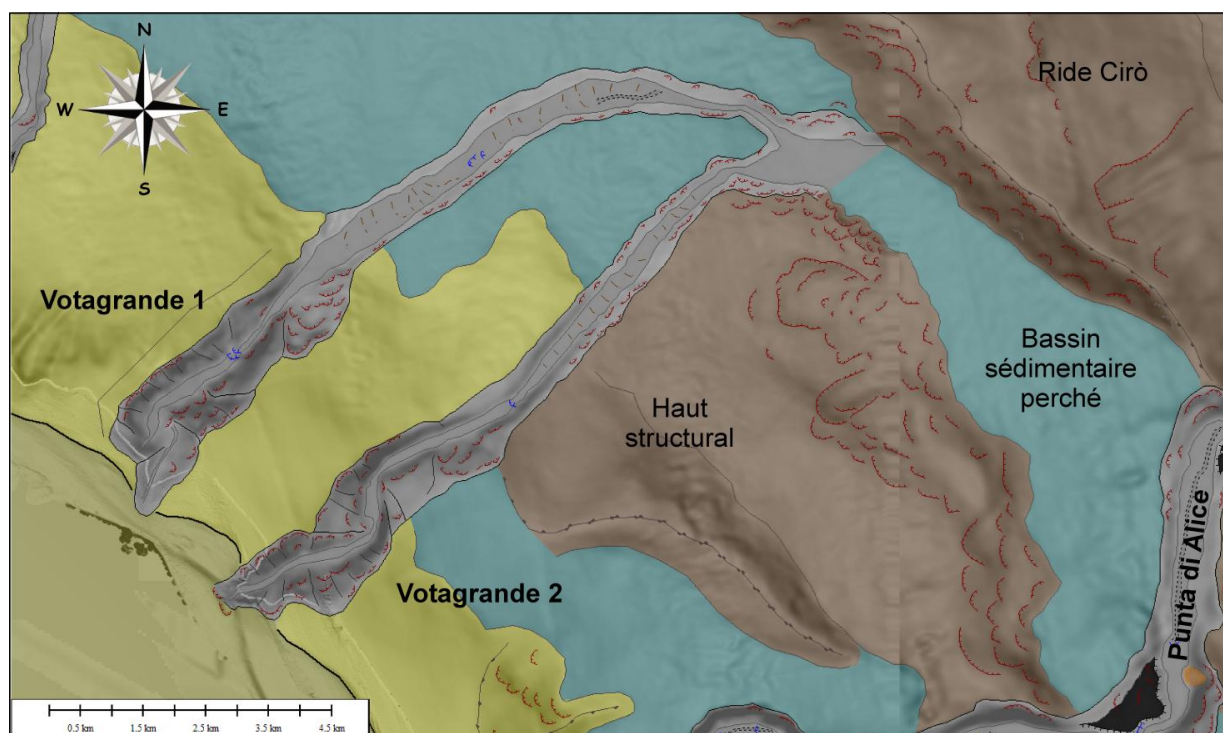 N
Ride Cirò
W E
S
Votagrande 1
Bassin
sédimentaire
perché
Haut
structural
Punta di Alice
Votagrande 2
0.5 km 1.5 km 2.5 km 3.5 km 4.5 km